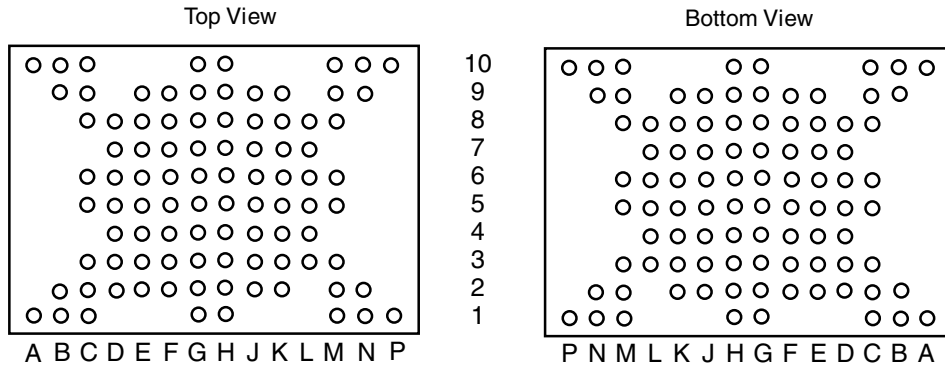 Top View
Bottom View
10
9
8
7
6
5
4
3
2
1
A B C D E F G H J K L M N P
P N M L K J H G F E D C B A